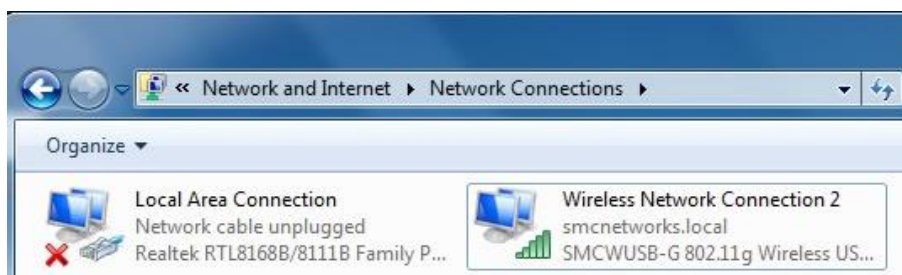 « Network and Internet ▸ Network Connections ▸
Organize ▾
Local Area Connection
Network cable unplugged
Realtek RTL8168B/8111B Family P...
Wireless Network Connection 2
smcnetworks.local
SMCWUSB-G 802.11g Wireless US...